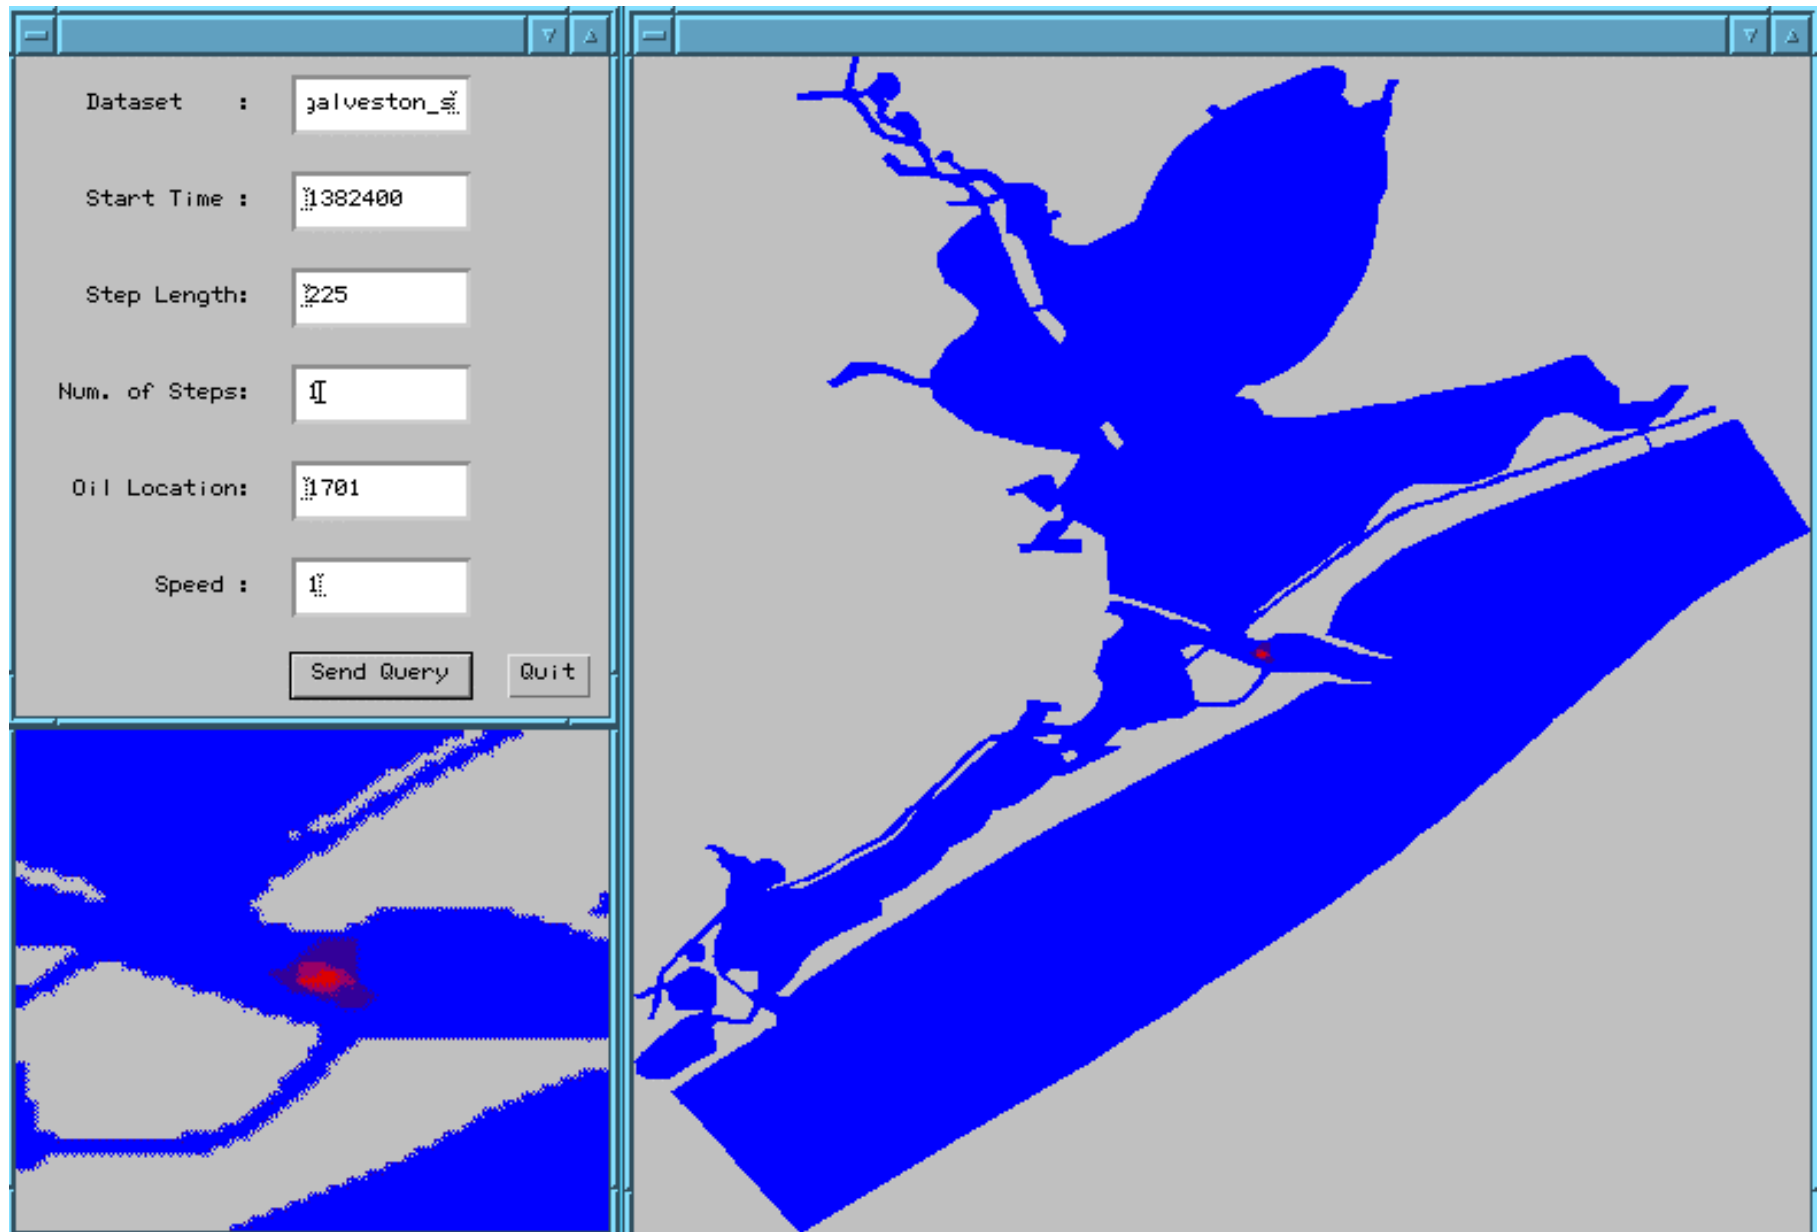 Dataset : galveston_s
Start Time : 1382400
Step Length: 225
Num. of Steps: 1
Oil Location: 1701
Speed : 1
Send Query Quit